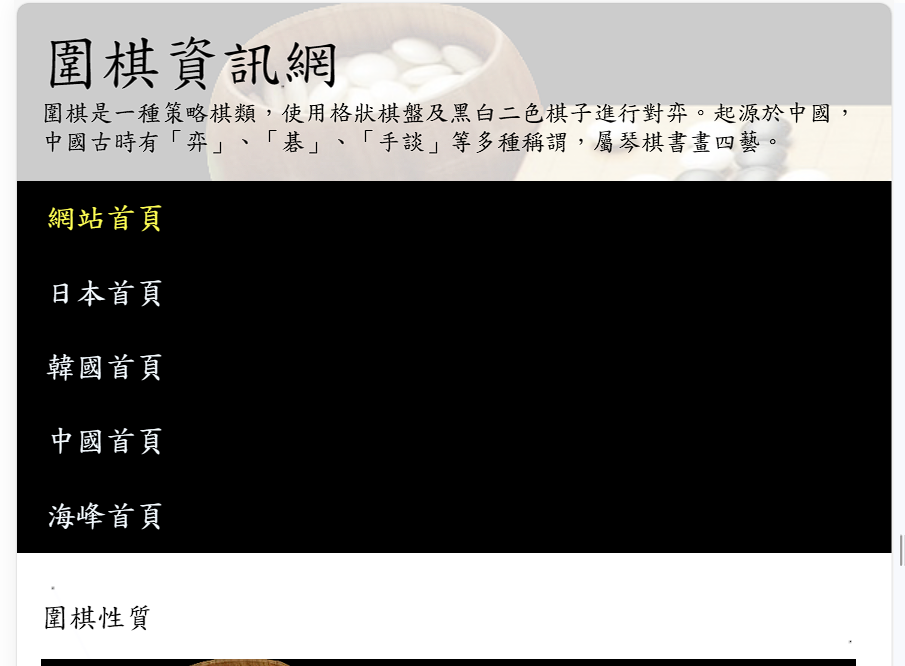 圍棋資訊網
圍棋是一種策略棋類，使用格狀棋盤及黑白二色棋子進行對弈。起源於中國，
中國古時有「弈」、「碁」、「手談」等多種稱謂，屬琴棋書畫四藝。
網站首頁
日本首頁
韓國首頁
中國首頁
海峰首頁
圍棋性質